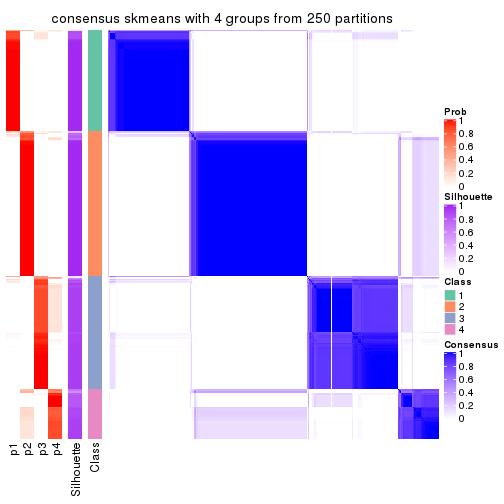 consensus skmeans with 4 groups from 250 partitions
Prob
1
0.8
0.6
0.4
0.2
0
Silhouette
1
0.8
0.6
0.4
0.2
0
Class
1
2
3
4
Consensus
1
0.8
0.6
0.4
0.2
0
p1
p2
p3
p4
Silhouette
Class